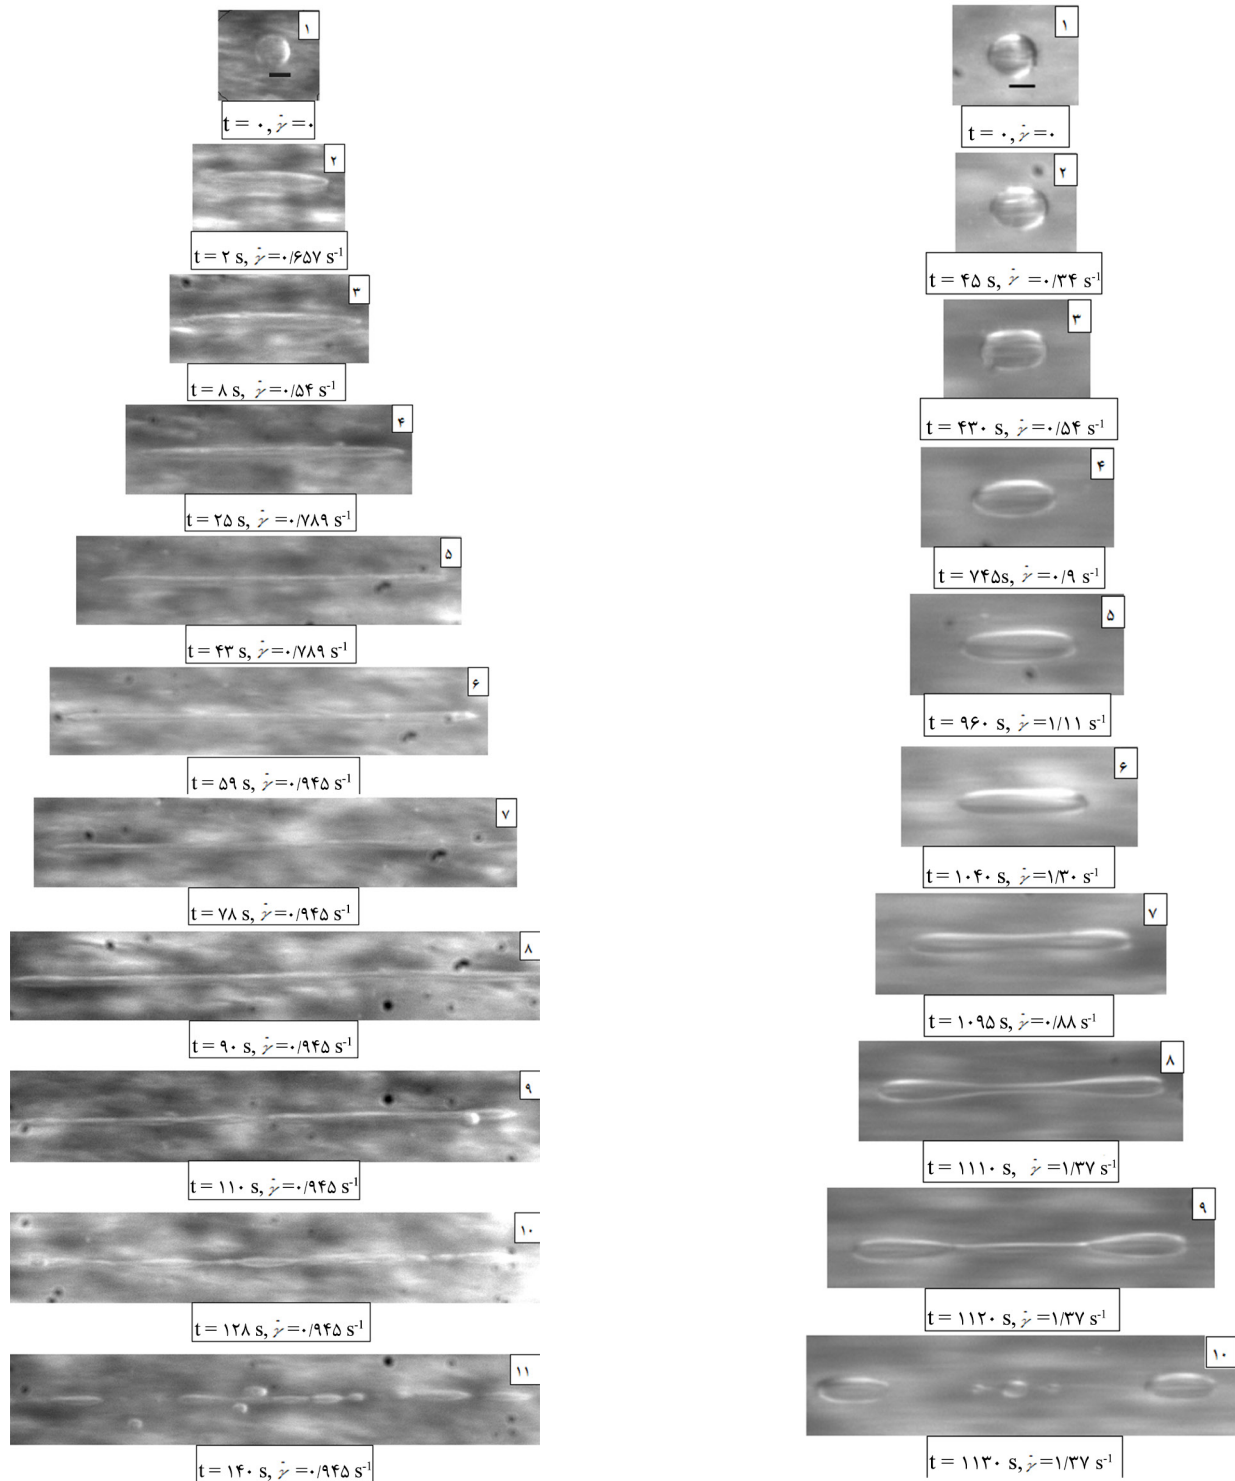 ۱
t = ۰, γ̇ =۰
۲
t = ۲ s, γ̇ =۰/۶۵۷ s⁻¹
۳
t = ۸ s, γ̇ =۰/۵۴ s⁻¹
۴
t = ۲۵ s, γ̇ =۰/۷۸۹ s⁻¹
۵
t = ۴۳ s, γ̇ =۰/۷۸۹ s⁻¹
۶
t = ۵۹ s, γ̇ =۰/۹۴۵ s⁻¹
۷
t = ۷۸ s, γ̇ =۰/۹۴۵ s⁻¹
۸
t = ۹۰ s, γ̇ =۰/۹۴۵ s⁻¹
۹
t = ۱۱۰ s, γ̇ =۰/۹۴۵ s⁻¹
۱۰
t = ۱۲۸ s, γ̇ =۰/۹۴۵ s⁻¹
۱۱
t = ۱۴۰ s, γ̇ =۰/۹۴۵ s⁻¹
۱
t = ۰, γ̇ =۰
۲
t = ۴۵ s, γ̇ =۰/۳۴ s⁻¹
۳
t = ۴۳۰ s, γ̇ =۰/۵۴ s⁻¹
۴
t = ۷۴۵s, γ̇ =۰/۹ s⁻¹
۵
t = ۹۶۰ s, γ̇ =۱/۱۱ s⁻¹
۶
t = ۱۰۴۰ s, γ̇ =۱/۳۰ s⁻¹
۷
t = ۱۰۹۵ s, γ̇ =۰/۸۸ s⁻¹
۸
t = ۱۱۱۰ s, γ̇ =۱/۳۷ s⁻¹
۹
t = ۱۱۲۰ s, γ̇ =۱/۳۷ s⁻¹
۱۰
t = ۱۱۳۰ s, γ̇ =۱/۳۷ s⁻¹